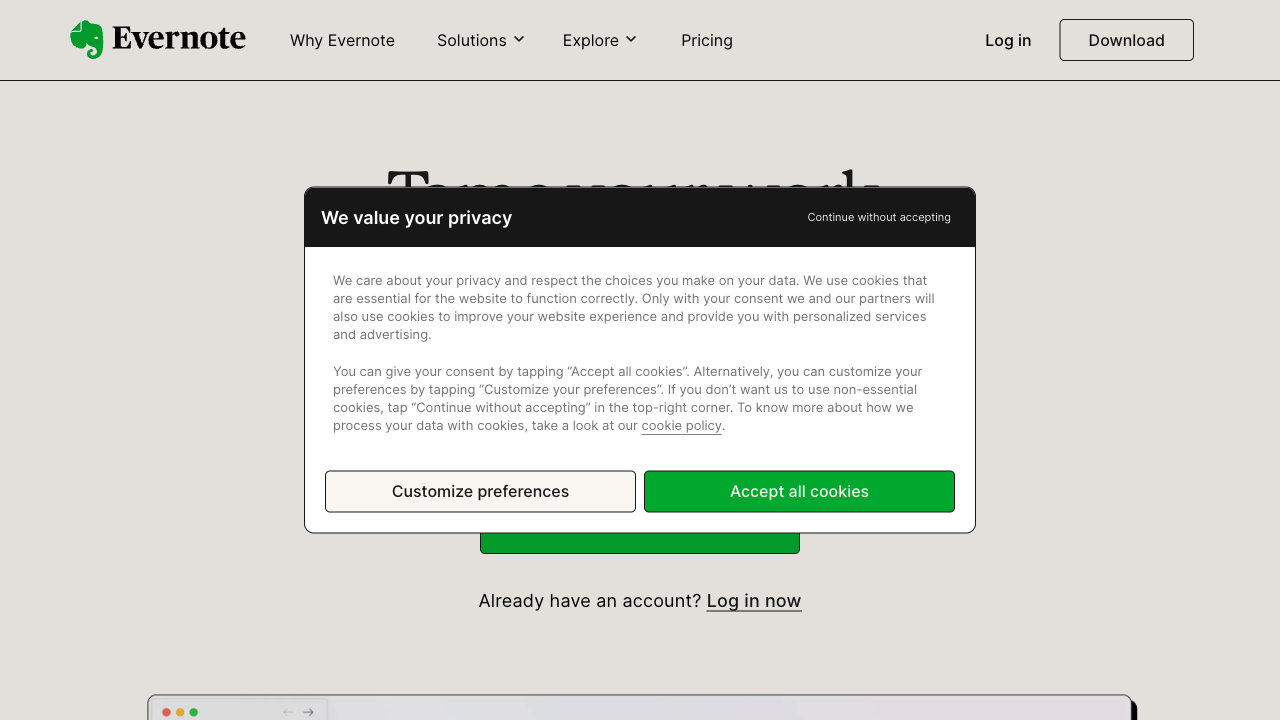 Evernote
Why Evernote
Solutions
Explore
Pricing
Log in
Download
Tame your work
We value your privacy
Continue without accepting
We care about your privacy and respect the choices you make on your data. We use cookies that
are essential for the website to function correctly. Only with your consent we and our partners will
also use cookies to improve your website experience and provide you with personalized services
and advertising.
You can give your consent by tapping “Accept all cookies”. Alternatively, you can customize your
preferences by tapping “Customize your preferences”. If you don’t want us to use non-essential
cookies, tap “Continue without accepting” in the top-right corner. To know more about how we
process your data with cookies, take a look at our cookie policy.
Customize preferences
Accept all cookies
Already have an account? Log in now